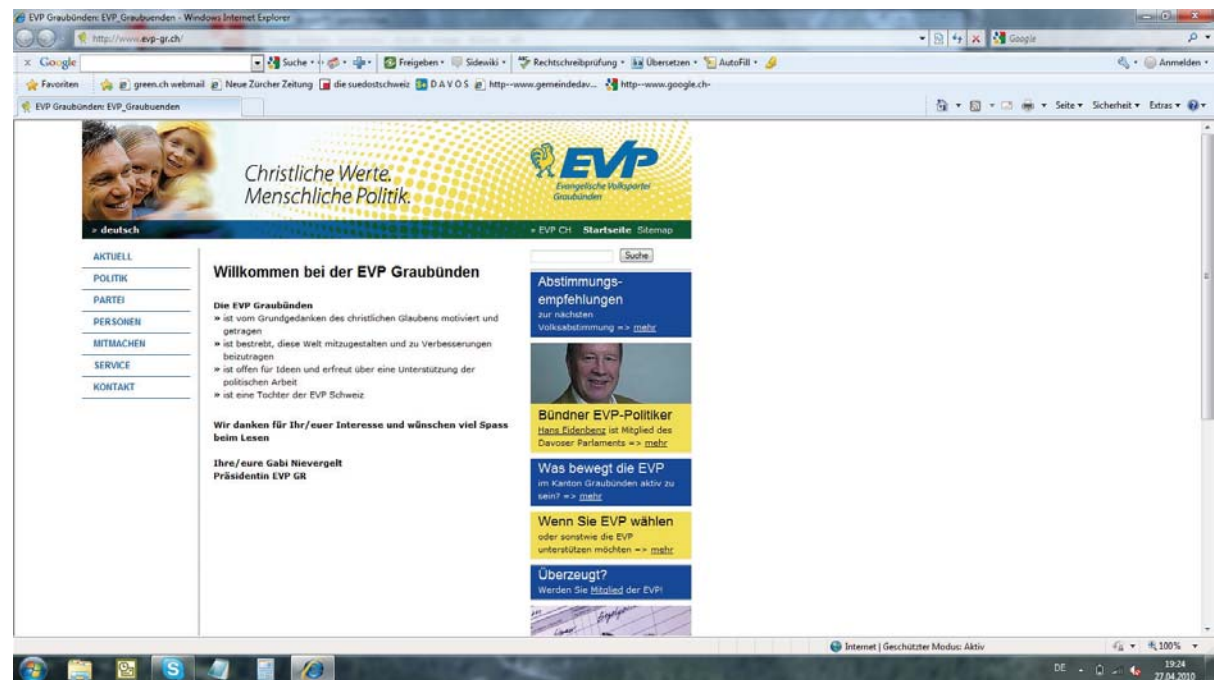 EVP Graubünden: EVP_Graubuenden - Windows Internet Explorer
http://www.evp-gr.ch/
Google
Google
Suche
Freigeben
Sidewiki
Rechtschreibprüfung
Übersetzen
AutoFill
Anmelden
Favoriten
green.ch webmail
Neue Zürcher Zeitung
die suedostschweiz
D A V O S
http--www.gemeindedav...
http--www.google.ch-
EVP Graubünden: EVP_Graubuenden
Seite
Sicherheit
Extras
Christliche Werte.
Menschliche Politik.
EVP
Evangelische Volkspartei
Graubünden
» deutsch
» EVP CH Startseite Sitemap
AKTUELL
POLITIK
PARTEI
PERSONEN
MITMACHEN
SERVICE
KONTAKT
Willkommen bei der EVP Graubünden
Die EVP Graubünden
» ist vom Grundgedanken des christlichen Glaubens motiviert und
getragen
» ist bestrebt, diese Welt mitzugestalten und zu Verbesserungen
beizutragen
» ist offen für Ideen und erfreut über eine Unterstützung der
politischen Arbeit
» ist eine Tochter der EVP Schweiz
Wir danken für Ihr/euer Interesse und wünschen viel Spass
beim Lesen
Ihre/eure Gabi Nievergelt
Präsidentin EVP GR
Suche
Abstimmungs-
empfehlungen
zur nächsten
Volksabstimmung => mehr
Bündner EVP-Politiker
Hans Eidenbenz ist Mitglied des
Davoser Parlaments => mehr
Was bewegt die EVP
im Kanton Graubünden aktiv zu
sein? => mehr
Wenn Sie EVP wählen
oder sonstwie die EVP
unterstützen möchten => mehr
Überzeugt?
Werden Sie Mitglied der EVP!
Internet | Geschützter Modus: Aktiv
100%
DE
19:24
27.04.2010